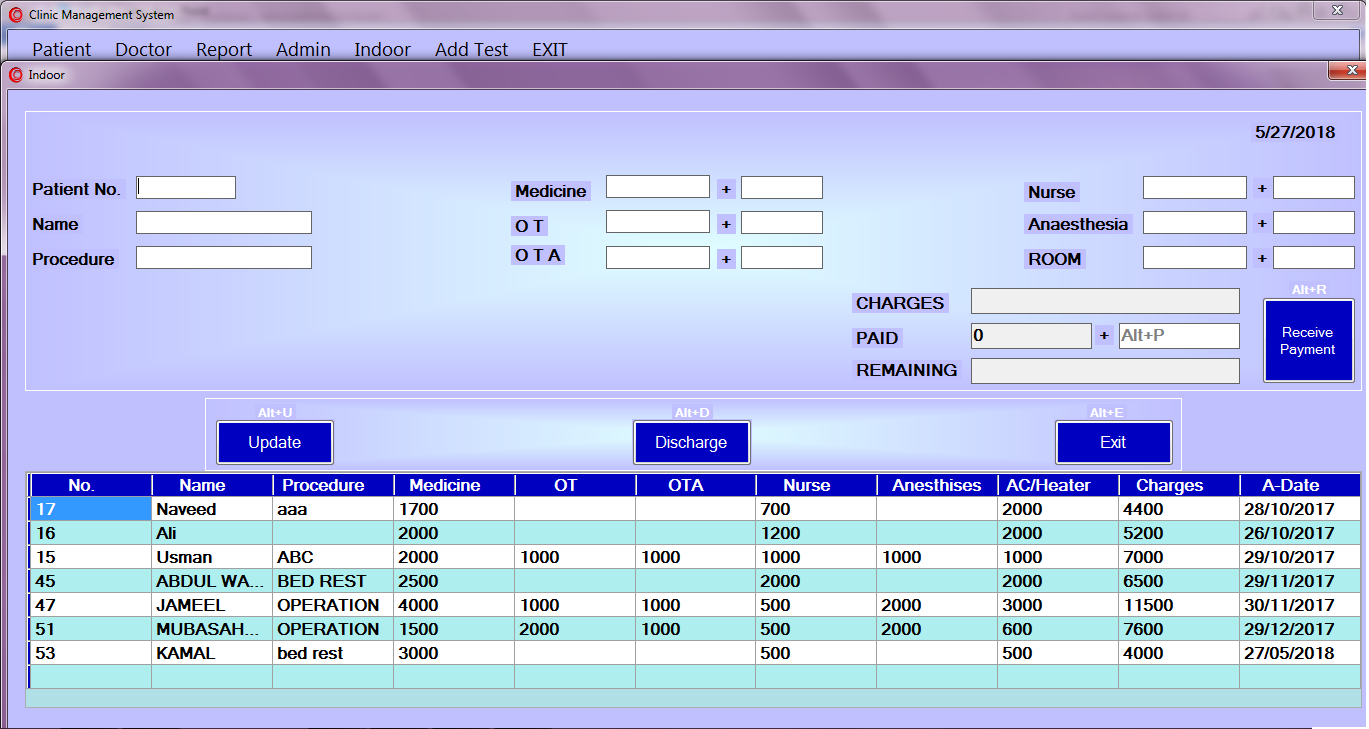 Clinic Management System
Patient Doctor Report Admin Indoor Add Test EXIT
Indoor
5/27/2018
Patient No. Medicine + Nurse +
Name O T + Anaesthesia +
Procedure O T A + ROOM +
CHARGES Alt+R
PAID 0 + Alt+P Receive Payment
REMAINING
Alt+U Alt+D Alt+E
Update Discharge Exit
No. Name Procedure Medicine OT OTA Nurse Anesthises AC/Heater Charges A-Date
17 Naveed aaa 1700 700 2000 4400 28/10/2017
16 Ali 2000 1200 2000 5200 26/10/2017
15 Usman ABC 2000 1000 1000 1000 1000 1000 7000 29/10/2017
45 ABDUL WA... BED REST 2500 2000 2000 6500 29/11/2017
47 JAMEEL OPERATION 4000 1000 1000 500 2000 3000 11500 30/11/2017
51 MUBASAH... OPERATION 1500 2000 1000 500 2000 600 7600 29/12/2017
53 KAMAL bed rest 3000 500 500 4000 27/05/2018